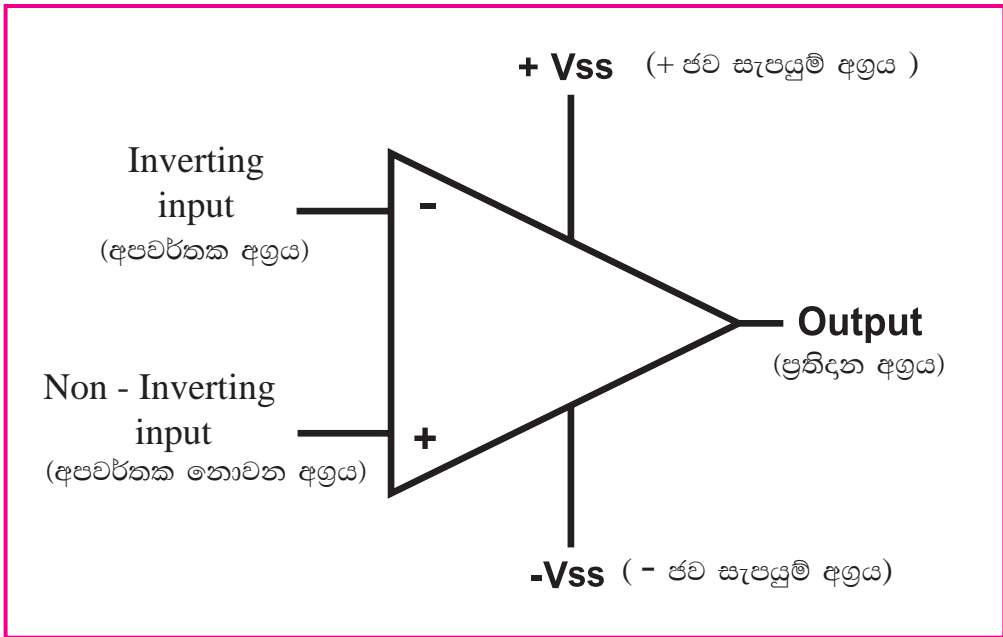 + Vss (+ ජව සැපයුම් අග්‍රය )
Inverting
input
(අපවර්තක අග්‍රය)
-
Output
(ප්‍රතිදාන අග්‍රය)
Non - Inverting
input
(අපවර්තක නොවන අග්‍රය)
+
-Vss ( - ජව සැපයුම් අග්‍රය)